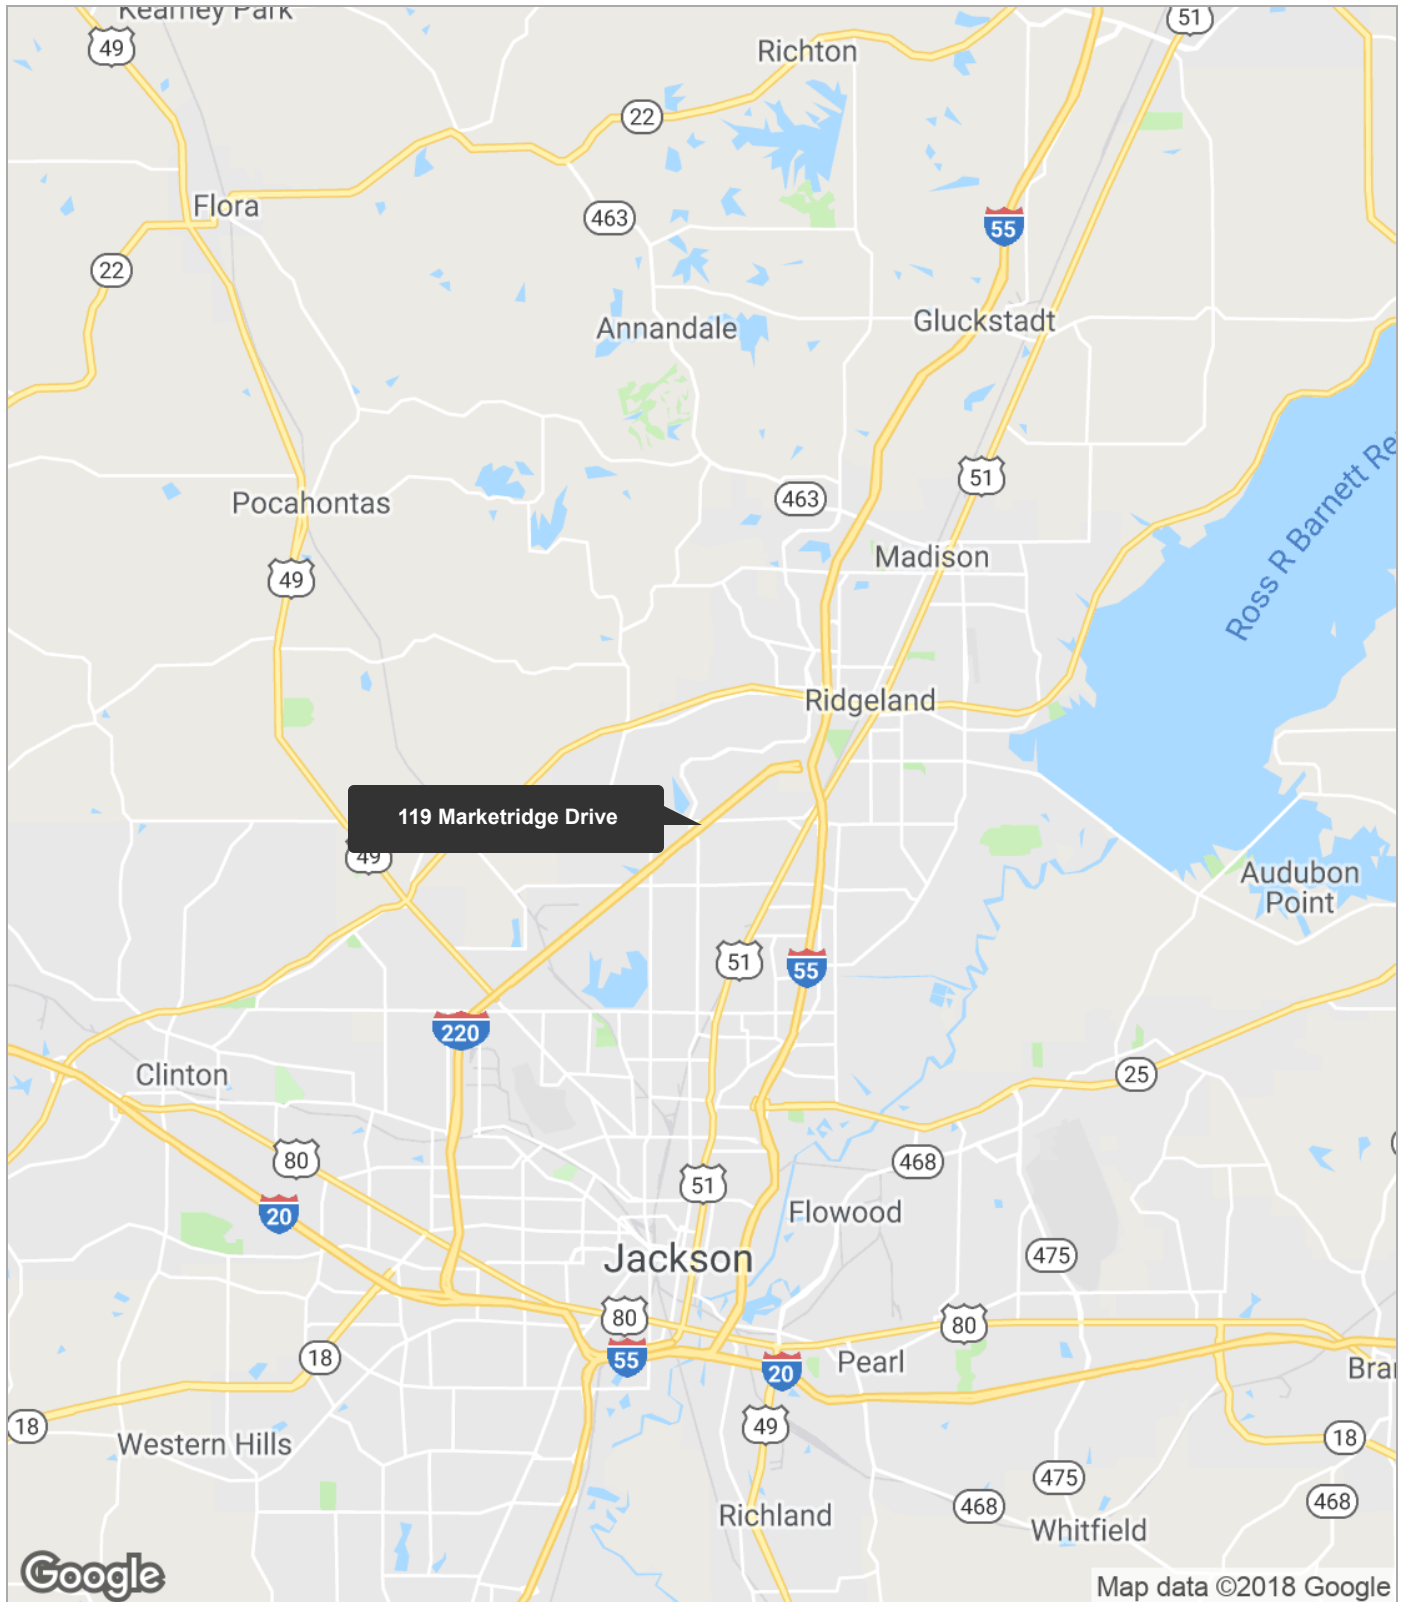 Kearney Park
51
49
Richton
22
Flora
463
55
22
Gluckstadt
Annandale
51
463
Pocahontas
Madison
49
Ross R Barnett Re
Ridgeland
119 Marketridge Drive
49
Audubon
Point
51
55
220
Clinton
25
80
468
51
20
Flowood
Jackson
475
80
80
18
55
20
Pearl
Bra
18
49
18
Western Hills
475
468
468
Richland
Whitfield
Google
Map data ©2018 Google